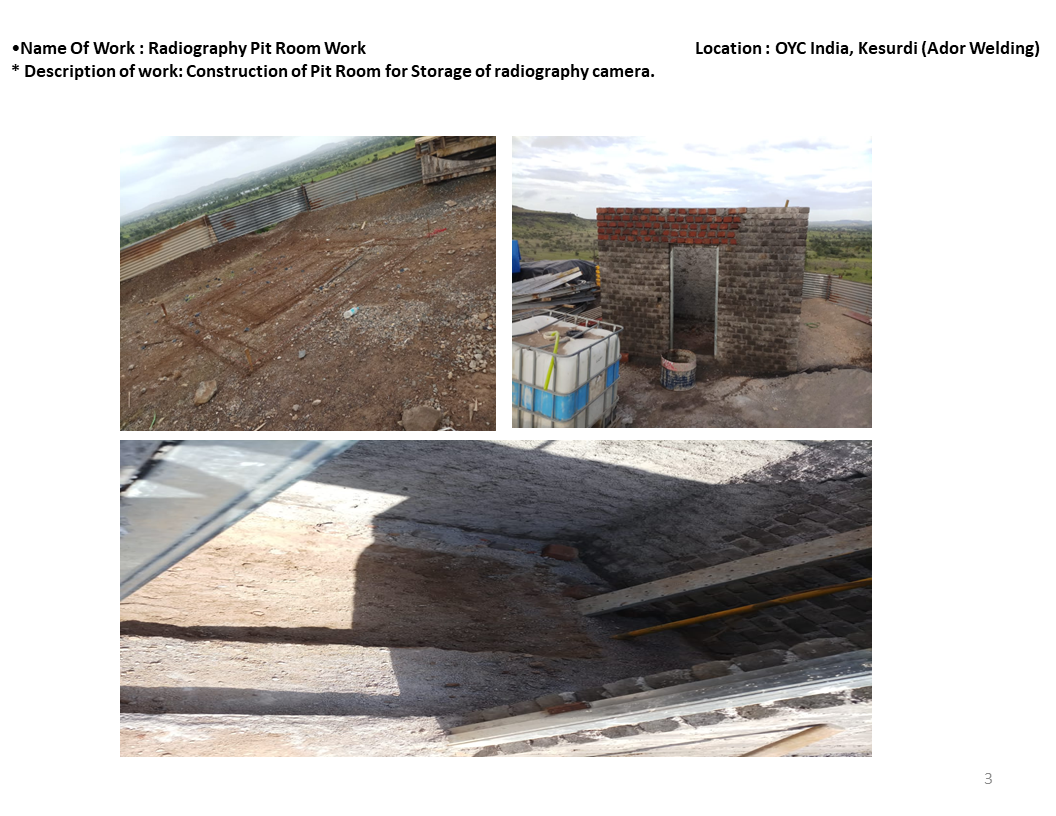 •Name Of Work : Radiography Pit Room Work
Location : OYC India, Kesurdi (Ador Welding)
* Description of work: Construction of Pit Room for Storage of radiography camera.
3